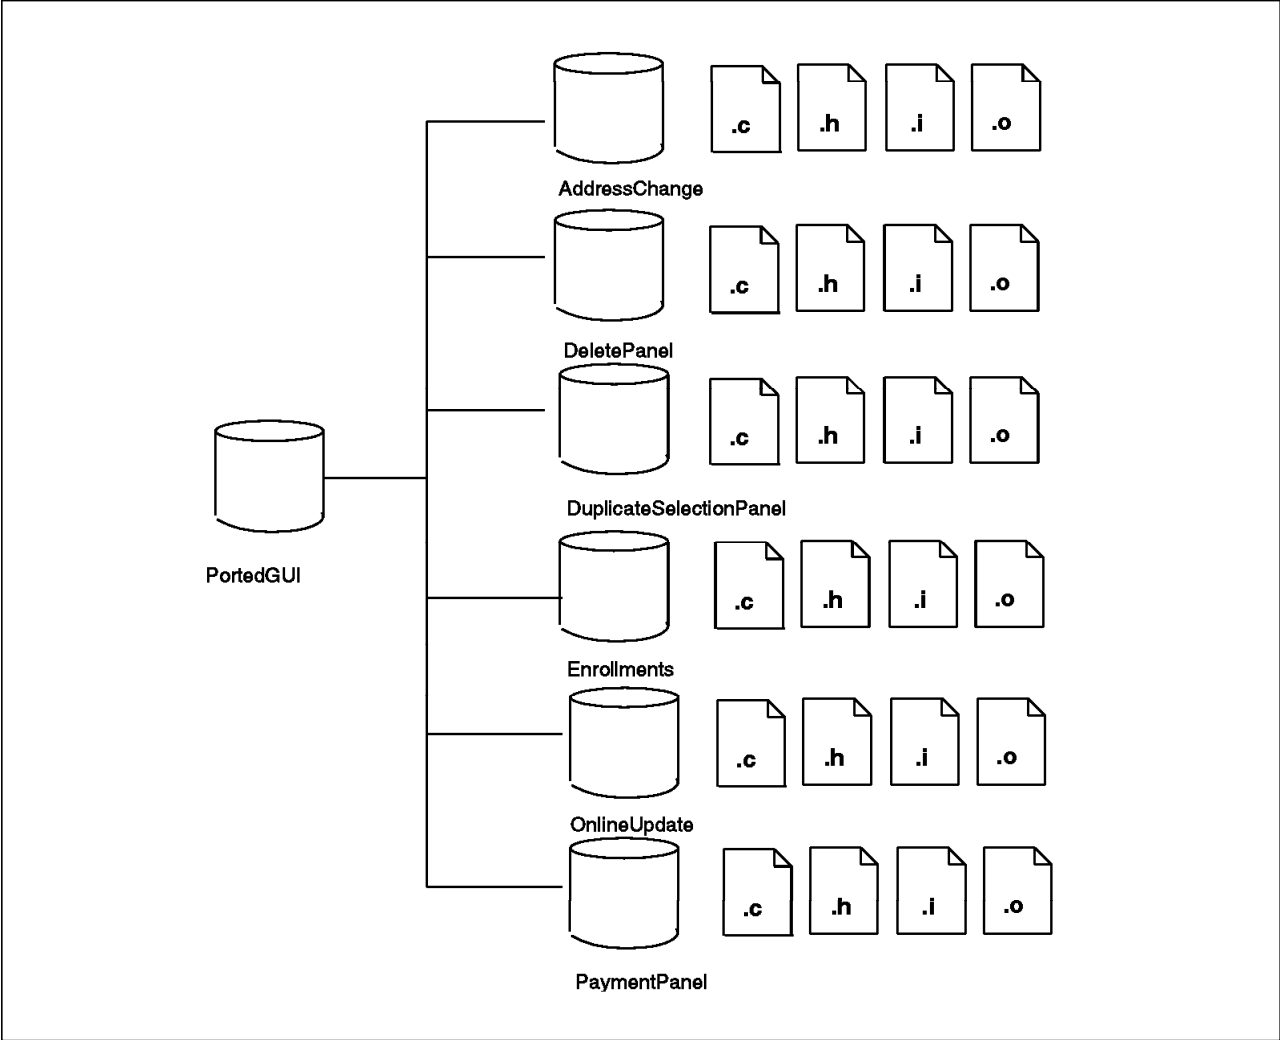 .c .h .i .o
AddressChange
.c .h .i .o
DeletePanel
.c .h .i .o
DuplicateSelectionPanel
PortedGUI
.c .h .i .o
Enrollments
.c .h .i .o
OnlineUpdate
.c .h .i .o
PaymentPanel